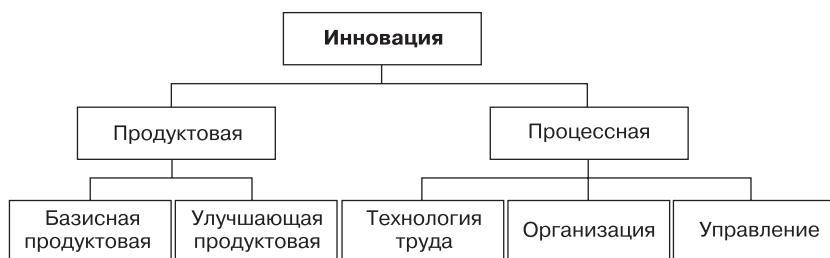 Инновация
Продуктовая
Процессная
Базисная
продуктовая
Улучшающая
продуктовая
Технология
труда
Организация
Управление